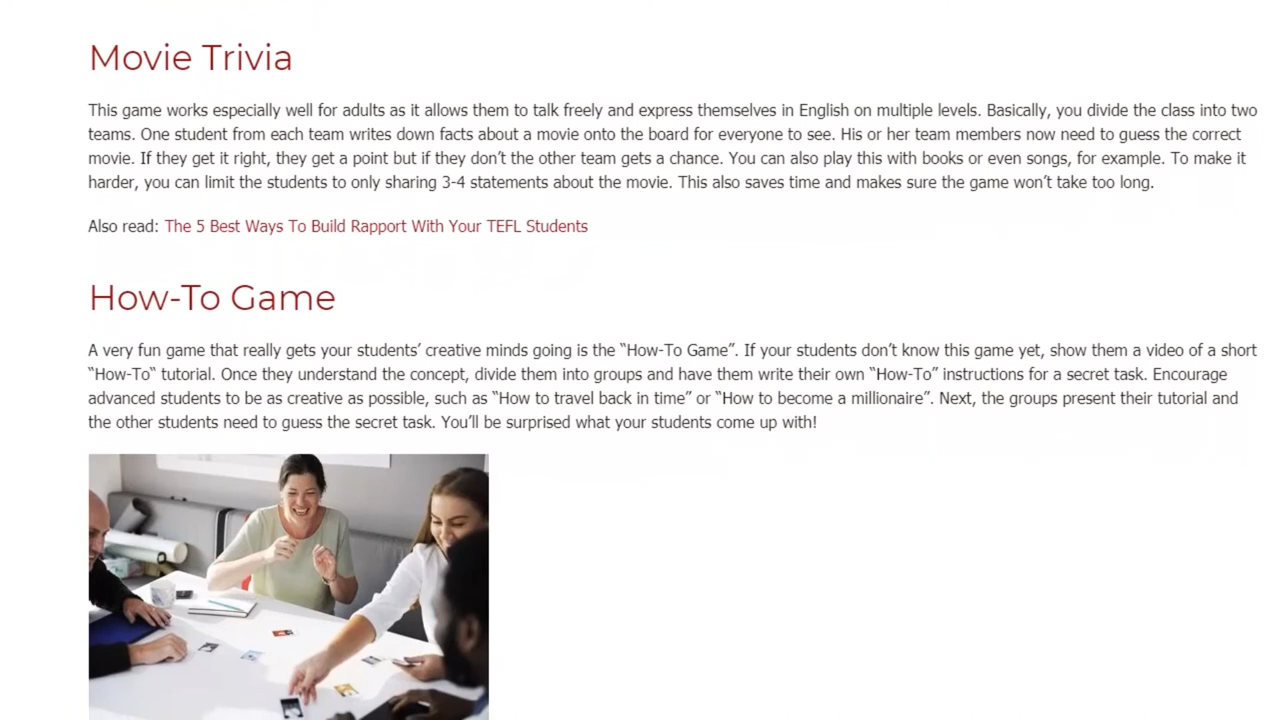 Movie Trivia
This game works especially well for adults as it allows them to talk freely and express themselves in English on multiple levels. Basically, you divide the class into two
teams. One student from each team writes down facts about a movie onto the board for everyone to see. His or her team members now need to guess the correct
movie. If they get it right, they get a point but if they don’t the other team gets a chance. You can also play this with books or even songs, for example. To make it
harder, you can limit the students to only sharing 3-4 statements about the movie. This also saves time and makes sure the game won’t take too long.
Also read: The 5 Best Ways To Build Rapport With Your TEFL Students
How-To Game
A very fun game that really gets your students’ creative minds going is the “How-To Game”. If your students don’t know this game yet, show them a video of a short
“How-To“ tutorial. Once they understand the concept, divide them into groups and have them write their own “How-To” instructions for a secret task. Encourage
advanced students to be as creative as possible, such as “How to travel back in time” or “How to become a millionaire”. Next, the groups present their tutorial and
the other students need to guess the secret task. You’ll be surprised what your students come up with!